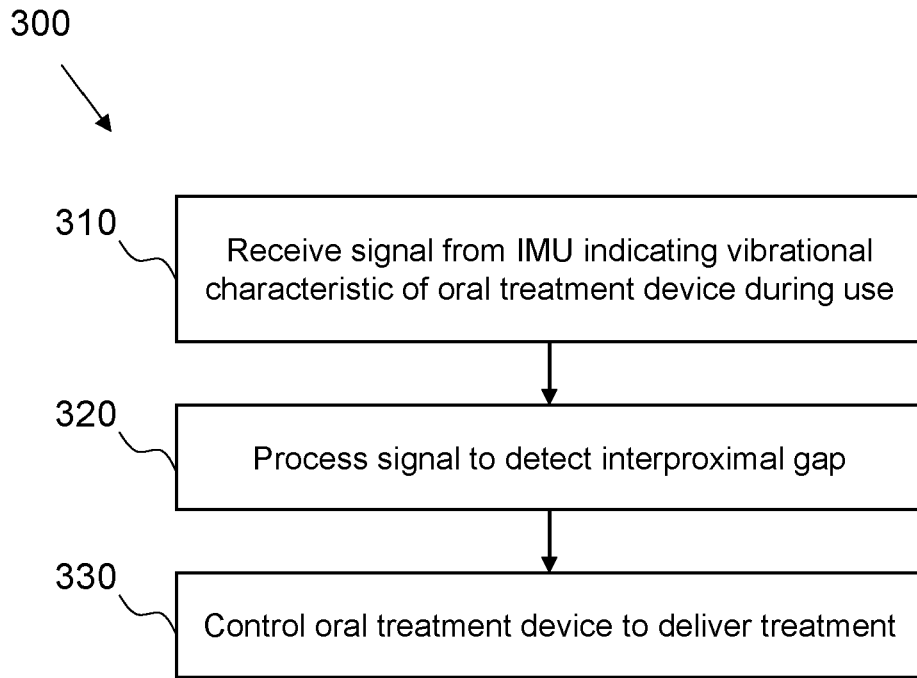 300
310
Receive signal from IMU indicating vibrational
characteristic of oral treatment device during use
320
Process signal to detect interproximal gap
330
Control oral treatment device to deliver treatment